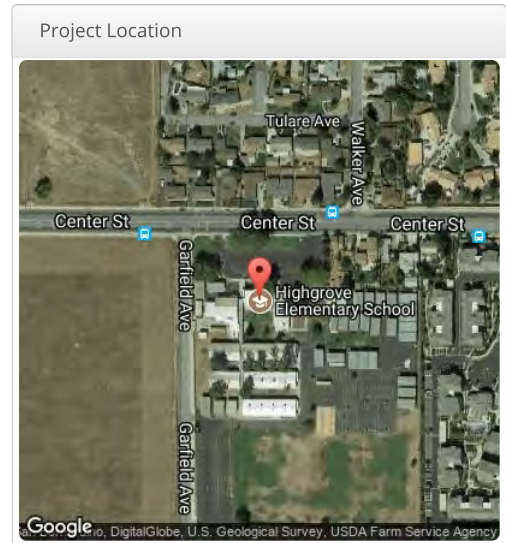 Project Location
Tulare Ave
Walker Ave
Center St
Center St
Center St
Garfield Ave
Highgrove
Elementary School
Garfield Ave
Google
DigitalGlobe, U.S. Geological Survey, USDA Farm Service Agency